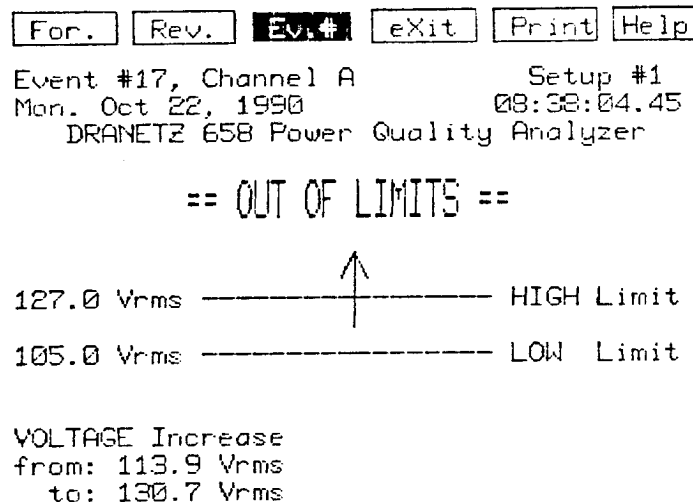 For. Rev. Ev.# eXit Print Help
Event #17, Channel A Setup #1
Mon. Oct 22, 1990 08:38:04.45
DRANETZ 658 Power Quality Analyzer
== OUT OF LIMITS ==
127.0 Vrms HIGH Limit
105.0 Vrms LOW Limit
VOLTAGE Increase
from: 113.9 Vrms
to: 130.7 Vrms